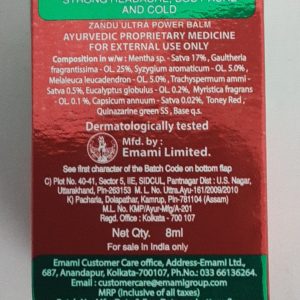 STRONG HEADACHE, BODY ACHE
AND COLD
ZANDU ULTRA POWER BALM
AYURVEDIC PROPRIETARY MEDICINE
FOR EXTERNAL USE ONLY
Composition in w/w : Mentha sp. - Satva 17% , Gaultheria
fragrantissima - OL. 25%, Syzygium aromaticum - OL. 5.0% ,
Melaleuca leucadendron - OL. 5.0% , Trachyspermum ammi -
Satva 0.5%, Eucalyptus globulus - OL. 0.2%, Myristica fragrans
- OL. 0.1 %, Capsicum annuum - Satva 0.02%, Toney Red ,
Quinazarine green SS , Base q.s.
Dermatologically tested
Mfd. by :
Emami Limited.
See first character of the Batch Code on bottom flap
C) Plot No. 40-41, Sector 5, IIE, SIDCUL, Pantnagar Dist : U.S. Nagar,
Uttarakhand, Pin-263153 M. L. No. Uttra.Ayu-161/2009/2010
K) Pacharia, Dolapathar, Kamrup, Pin-781104 (Assam)
M.L. No. KMP/Ayur-Mfg/A-201
Regd. Office : Kolkata - 700 107
Qty. 8ml
For sale in India only
Emami Customer Care office, Address-Emami Ltd.,
687, Anandapur, Kolkata-700107, Ph.No.: 033 66136264.
Email : customercare@emamigroup.com
MRP (Inclusive of all taxes)